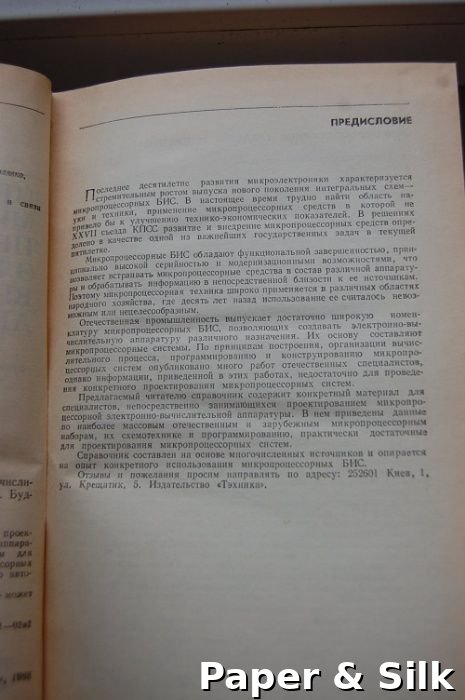 ПРЕДИСЛОВИЕ
Последнее десятилетие развития микроэлектроники характеризуется
стремительным ростом выпуска нового поколения интегральных схем—
микропроцессорных БИС. В настоящее время трудно найти область на-
уки и техники, применение микропроцессорных средств в которой не
привело бы к улучшению технико-экономических показателей. В решениях
XXVII съезда КПСС развитие и внедрение микропроцессорных средств опре-
делено в качестве одной из важнейших государственных задач в текущей
пятилетке.
Микропроцессорные БИС обладают функциональной завершенностью, прин-
ципиально высокой серийностью и модернизационными возможностями, что
позволяет встраивать микропроцессорные средства в состав различной аппарату-
ры и обрабатывать информацию в непосредственной близости к ее источникам.
Поэтому микропроцессорная техника широко применяется в различных областях
народного хозяйства, где десять лет назад использование ее считалось невоз-
можным или нецелесообразным.
Отечественная промышленность выпускает достаточно широкую номен-
клатуру микропроцессорных БИС, позволяющих создавать электронно-вы-
числительную аппаратуру различного назначения. Их основу составляют
микропроцессорные системы. По принципам построения, организации вычис-
лительного процесса, программированию и конструированию микропро-
цессорных систем опубликовано много работ отечественных специалистов,
однако информации, приведенной в этих работах, недостаточно для проведе-
ния конкретного проектирования микропроцессорных систем.
Предлагаемый читателю справочник содержит конкретный материал для
специалистов, непосредственно занимающихся проектированием микропро-
цессорной электронно-вычислительной аппаратуры. В нем приведены данные
по наиболее массовым отечественным и зарубежным микропроцессорным
наборам, их схемотехнике и программированию, практически достаточные
для проектирования микропроцессорных систем.
Справочник составлен на основе многочисленных источников и опирается
на опыт конкретного использования микропроцессорных БИС.
Отзывы и пожелания просим направлять по адресу: 252601 Киев, 1,
ул. Крещатик, 5. Издательство «Тэхника».
в связи
числи-
. Буд-
проек-
аппара-
м для
ссорных
о авто-
может
Paper & Silk